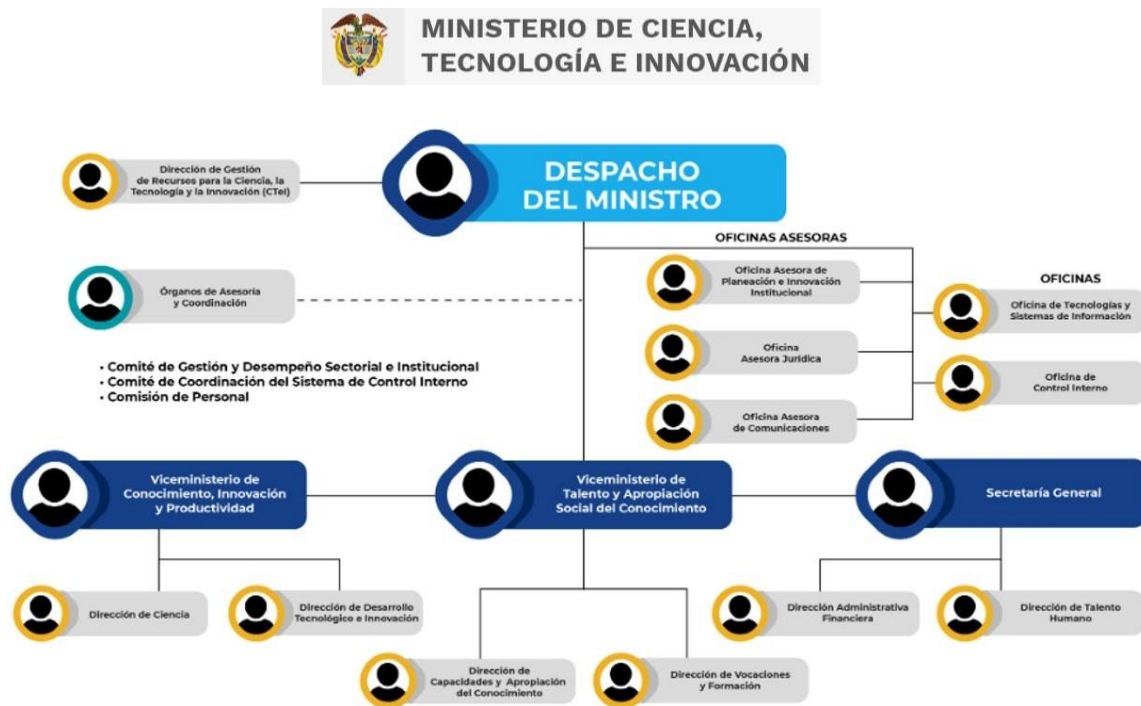 MINISTERIO DE CIENCIA,
TECNOLOGÍA E INNOVACIÓN
DESPACHO
DEL MINISTRO
Dirección de Gestión
de Recursos para la Ciencia, la
Tecnología y la Innovación (CTeI)
Órganos de Asesoría
y Coordinación
• Comité de Gestión y Desempeño Sectorial e Institucional
• Comité de Coordinación del Sistema de Control Interno
• Comisión de Personal
OFICINAS ASESORAS
Oficina Asesora de
Planeación e Innovación
Institucional
Oficina
Asesora Jurídica
Oficina Asesora
de Comunicaciones
OFICINAS
Oficina de Tecnologías y
Sistemas de Información
Oficina de
Control Interno
Viceministerio de
Conocimiento, Innovación
y Productividad
Viceministerio de
Talento y Apropiación
Social del Conocimiento
Secretaría General
Dirección de Ciencia
Dirección de Desarrollo
Tecnológico e Innovación
Dirección de
Capacidades y Apropiación
del Conocimiento
Dirección de Vocaciones
y Formación
Dirección Administrativa
Financiera
Dirección de Talento
Humano